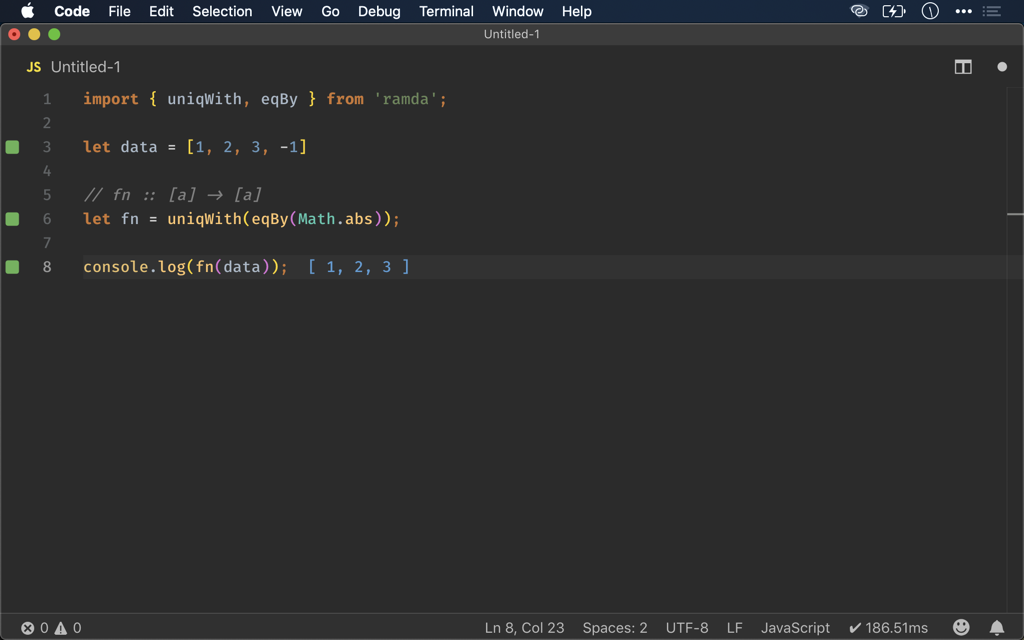 Code File Edit Selection View Go Debug Terminal Window Help
Untitled-1
JS Untitled-1
1 import { uniqWith, eqBy } from 'ramda';
2
3 let data = [1, 2, 3, -1]
4
5 // fn :: [a] → [a]
6 let fn = uniqWith(eqBy(Math.abs));
7
8 console.log(fn(data)); [ 1, 2, 3 ]
0 0 Ln 8, Col 23 Spaces: 2 UTF-8 LF JavaScript ✔ 186.51ms